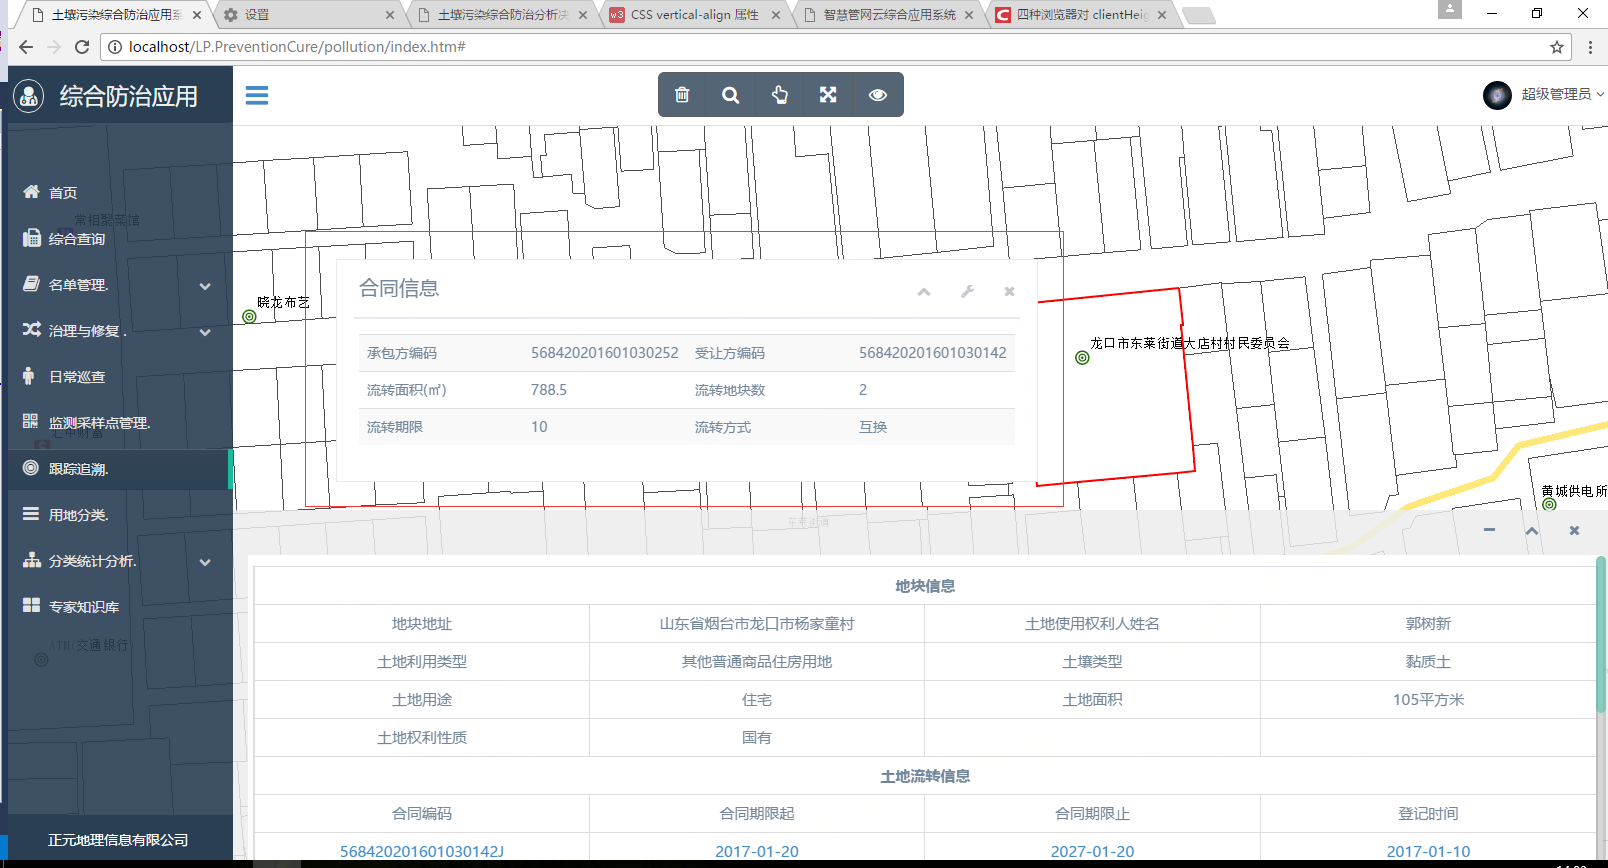 土壤污染综合防治应用系
设置
土壤污染综合防治分析决
w3 CSS vertical-align 属性
智慧管网云综合应用系统
四种浏览器对 clientHeig
localhost/LP.PreventionCure/pollution/index.htm#
综合防治应用
超级管理员
首页
常相聚菜馆
综合查询
名单管理.
治理与修复 .
日常巡查
监测采样点管理.
跟踪追溯.
用地分类.
分类统计分析.
专家知识库
交通银行
正元地理信息有限公司
晓龙布艺
龙口市东莱街道大店村村民委员会
黄城供电所
合同信息
承包方编码 568420201601030252 受让方编码 568420201601030142
流转面积(㎡) 788.5 流转地块数 2
流转期限 10 流转方式 互换
地块信息
地块地址 山东省烟台市龙口市杨家童村 土地使用权利人姓名 郭树新
土地利用类型 其他普通商品住房用地 土壤类型 黏质土
土地用途 住宅 土地面积 105平方米
土地权利性质 国有
土地流转信息
合同编码 合同期限起 合同期限止 登记时间
568420201601030142J 2017-01-20 2027-01-20 2017-01-10